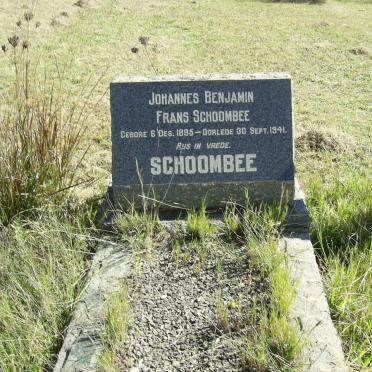 JOHANNES BENJAMIN
FRANS SCHOOMBEE
GEBORE 6 DES. 1895 – OORLEDE 30 SEPT. 1941.
RUS IN VREDE.
SCHOOMBEE